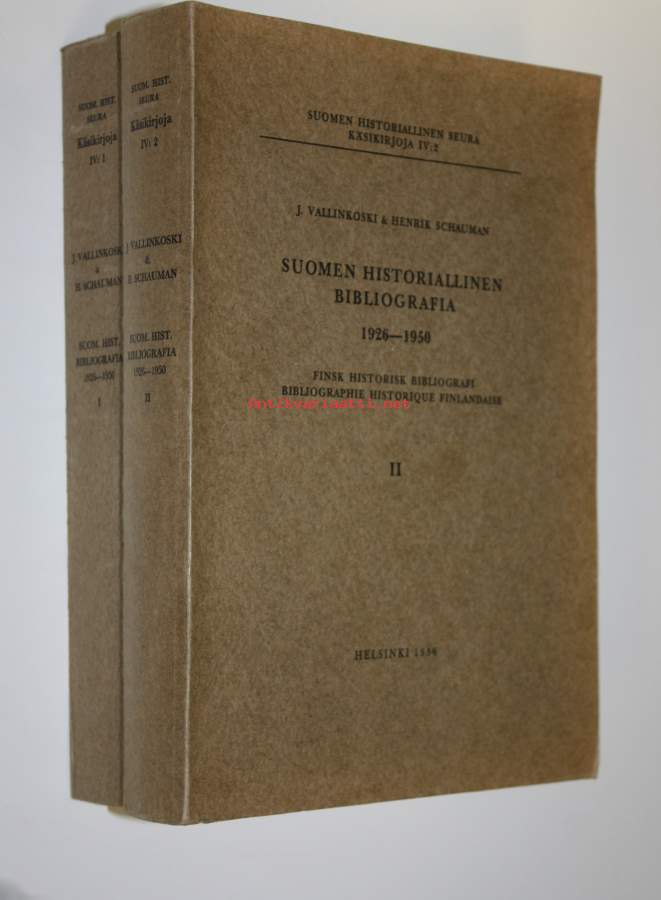 SUOM. HIST.
SEURA
Käsikirjoja
IV: 1
J. VALLINKOSKI
&
H. SCHAUMAN
SUOM. HIST.
BIBLIOGRAFIA
1926—1950
I
SUOM. HIST.
SEURA
Käsikirjoja
IV: 2
J. VALLINKOSKI
&
H. SCHAUMAN
SUOM. HIST.
BIBLIOGRAFIA
1926—1950
II
SUOMEN HISTORIALLINEN SEURA
KÄSIKIRJOJA IV:2
J. VALLINKOSKI & HENRIK SCHAUMAN
SUOMEN HISTORIALLINEN
BIBLIOGRAFIA
1926—1950
FINSK HISTORISK BIBLIOGRAFI
BIBLIOGRAPHIE HISTORIQUE FINLANDAISE
Antikvariaatti.net
II
HELSINKI 1956